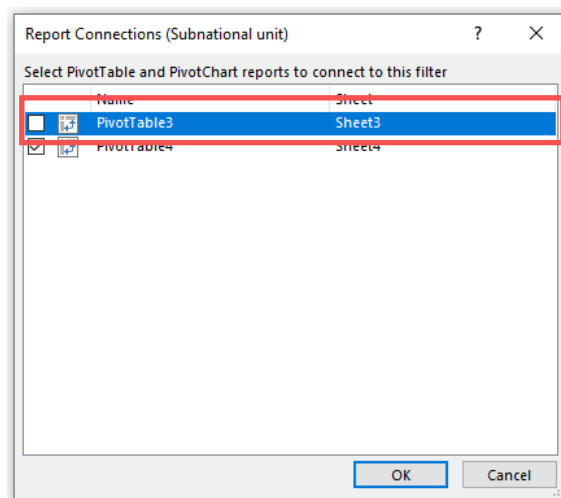 Report Connections (Subnational unit) ?
Select PivotTable and PivotChart reports to connect to this filter
Name Sheet
PivotTable3 Sheet3
PivotTable4 Sheet4
OK Cancel